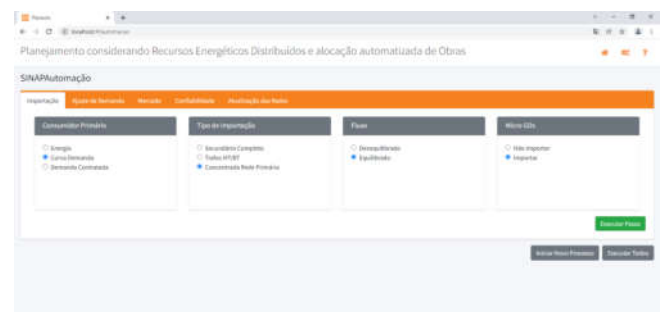 Planejamento considerando Recursos Energéticos Distribuídos e alocação automatizada de Obras
SINAPAutomação
Importação Ajuste de Demanda Mercado Confiabilidade Atualização das Redes
Consumidor Primário Tipo de Importação Fluxo Micro GDs
Energia Secundário Completo Desequilibrado Não Importar
Curva Demanda Trafos MT/BT Equilibrado Importar
Demanda Contratada Concentrada Rede Primária
Executar Passo
Iniciar Novo Processo Executar Todos